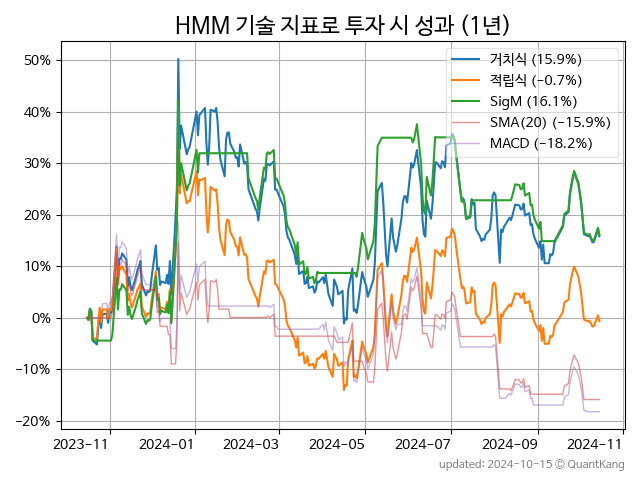 HMM 기술 지표로 투자 시 성과 (1년)
거치식 (15.9%)
적립식 (−0.7%)
SigM (16.1%)
SMA(20) (−15.9%)
MACD (−18.2%)
50%
40%
30%
20%
10%
0%
−10%
−20%
2023-11 2024-01 2024-03 2024-05 2024-07 2024-09 2024-11
updated: 2024-10-15 © QuantKang